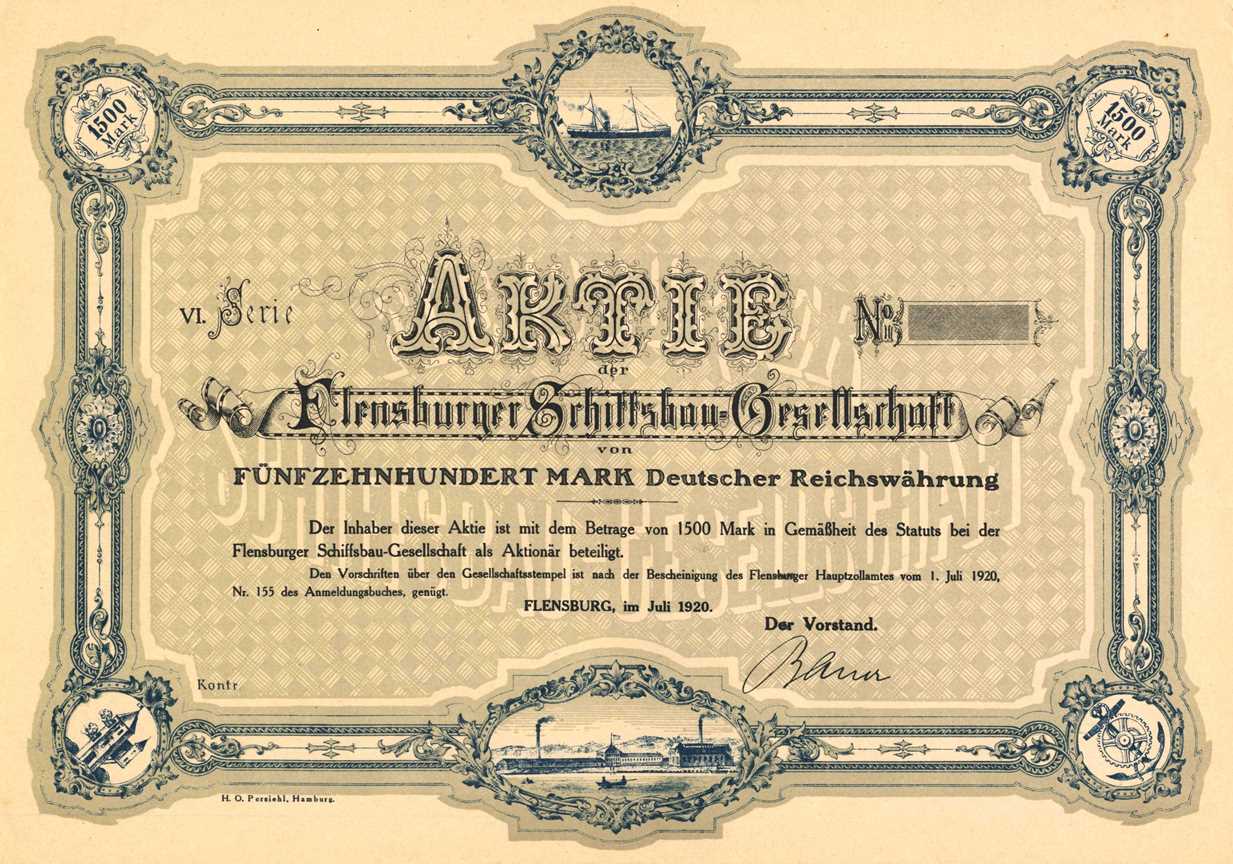 1500
Mark
1500
Mark
VI. Serie
AKTIE
No
der
Flensburger Schiffsbau-Gesellschaft
von
FÜNFZEHNHUNDERT MARK Deutscher Reichswährung
Der Inhaber dieser Aktie ist mit dem Betrage von 1500 Mark in Gemäßheit des Statuts bei der
Flensburger Schiffsbau-Gesellschaft als Aktionär beteiligt.
Den Vorschriften über den Gesellschaftsstempel ist nach der Bescheinigung des Flensburger Hauptzollamtes vom 1. Juli 1920,
Nr. 155 des Anmeldungsbuches, genügt.
FLENSBURG, im Juli 1920.
Der Vorstand.
Kontr.
H. O. Persiehl, Hamburg.